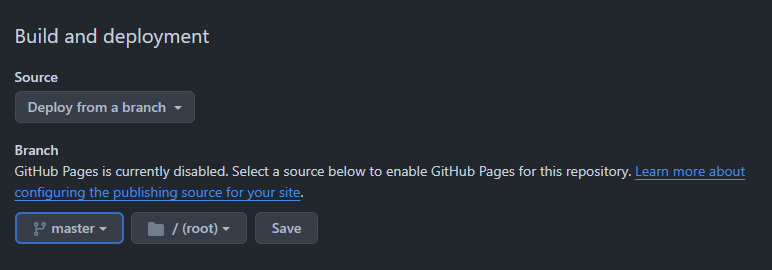 Build and deployment
Source
Deploy from a branch
Branch
GitHub Pages is currently disabled. Select a source below to enable GitHub Pages for this repository. Learn more about
configuring the publishing source for your site.
master / (root) Save